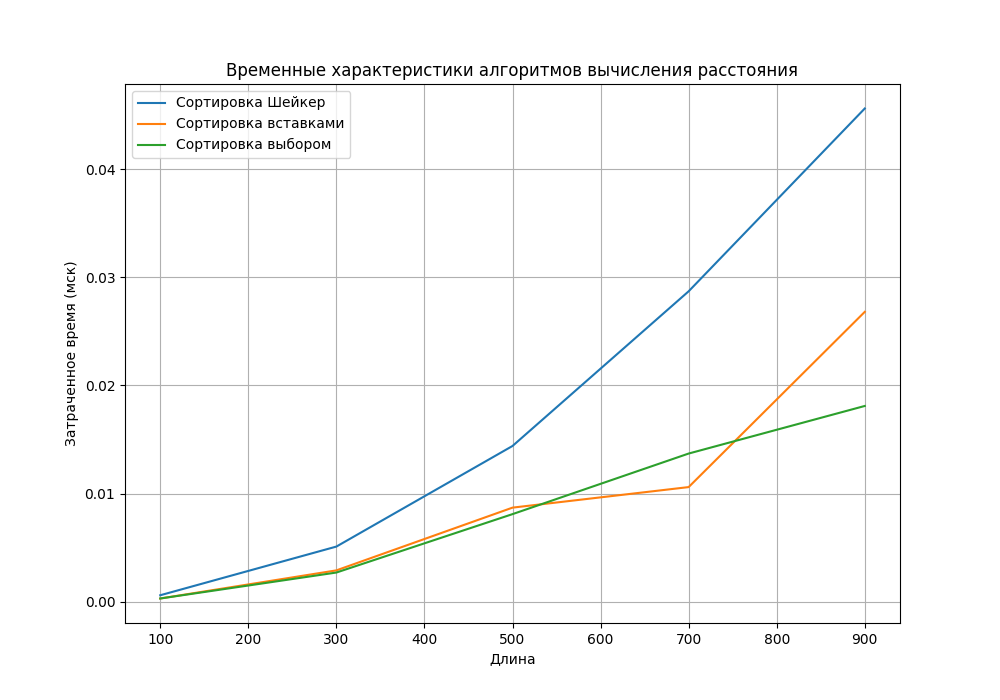 Временные характеристики алгоритмов вычисления расстояния
Сортировка Шейкер
Сортировка вставками
Сортировка выбором
Затраченное время (мск)
0.04
0.03
0.02
0.01
0.00
100 200 300 400 500 600 700 800 900
Длина